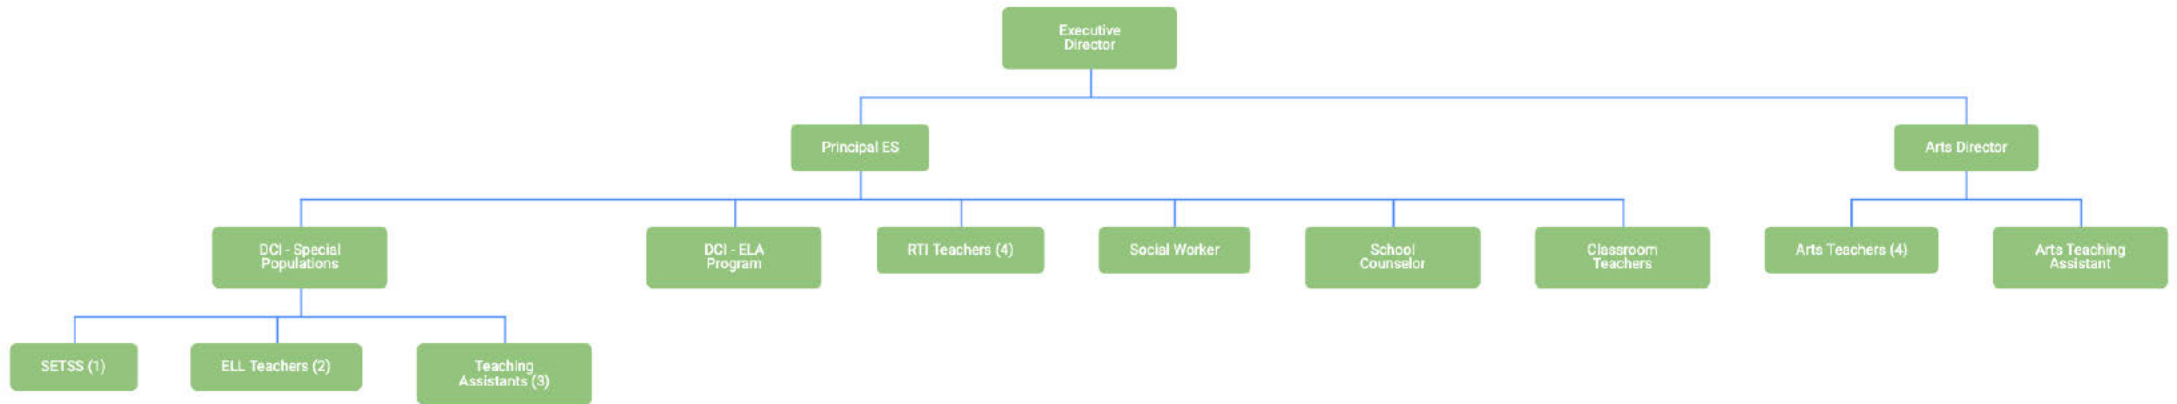 Executive
Director
Principal ES
Arts Director
DCI - Special
Populations
DCI - ELA
Program
RTI Teachers (4)
Social Worker
School
Counselor
Classroom
Teachers
Arts Teachers (4)
Arts Teaching
Assistant
SETSS (1)
ELL Teachers (2)
Teaching
Assistants (3)